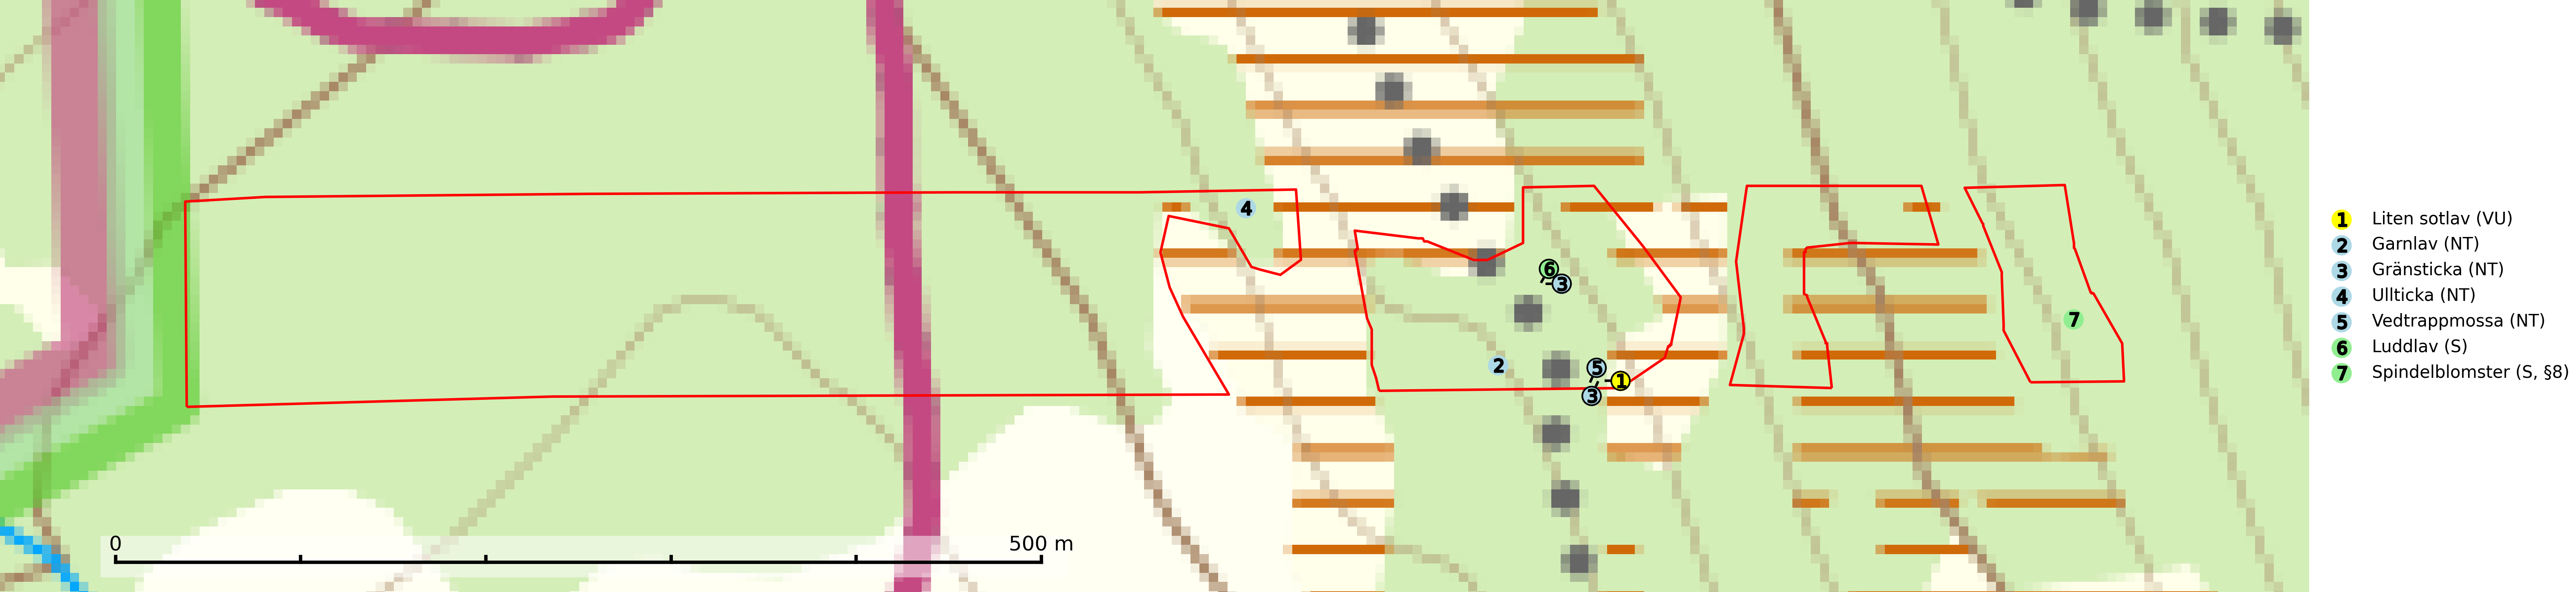 4
6
3
7
2
5
1
3
0
500 m
1 Liten sotlav (VU)
2 Garnlav (NT)
3 Gränsticka (NT)
4 Ullticka (NT)
5 Vedtrappmossa (NT)
6 Luddlav (S)
7 Spindelblomster (S, §8)